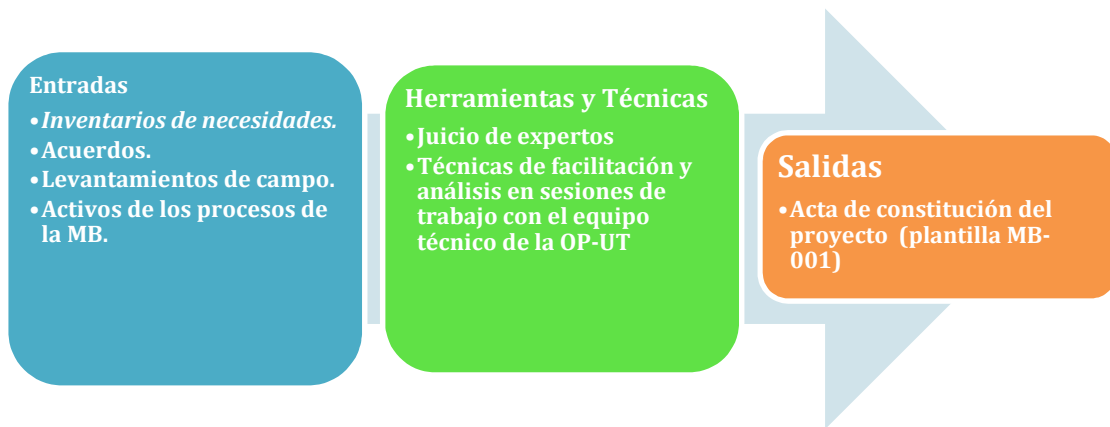 Entradas
•Inventarios de necesidades.
•Acuerdos.
•Levantamientos de campo.
•Activos de los procesos de
la MB.
Herramientas y Técnicas
•Juicio de expertos
•Técnicas de facilitación y
análisis en sesiones de
trabajo con el equipo
técnico de la OP-UT
Salidas
•Acta de constitución del
proyecto (plantilla MB-
001)